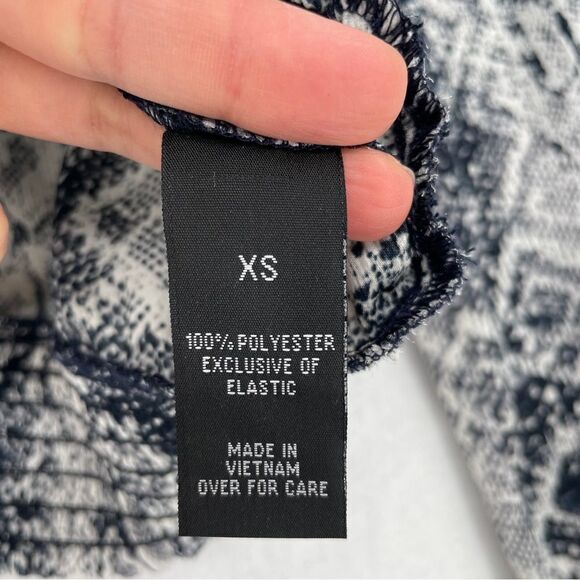 XS
100% POLYESTER
EXCLUSIVE OF
ELASTIC
MADE IN
VIETNAM
OVER FOR CARE